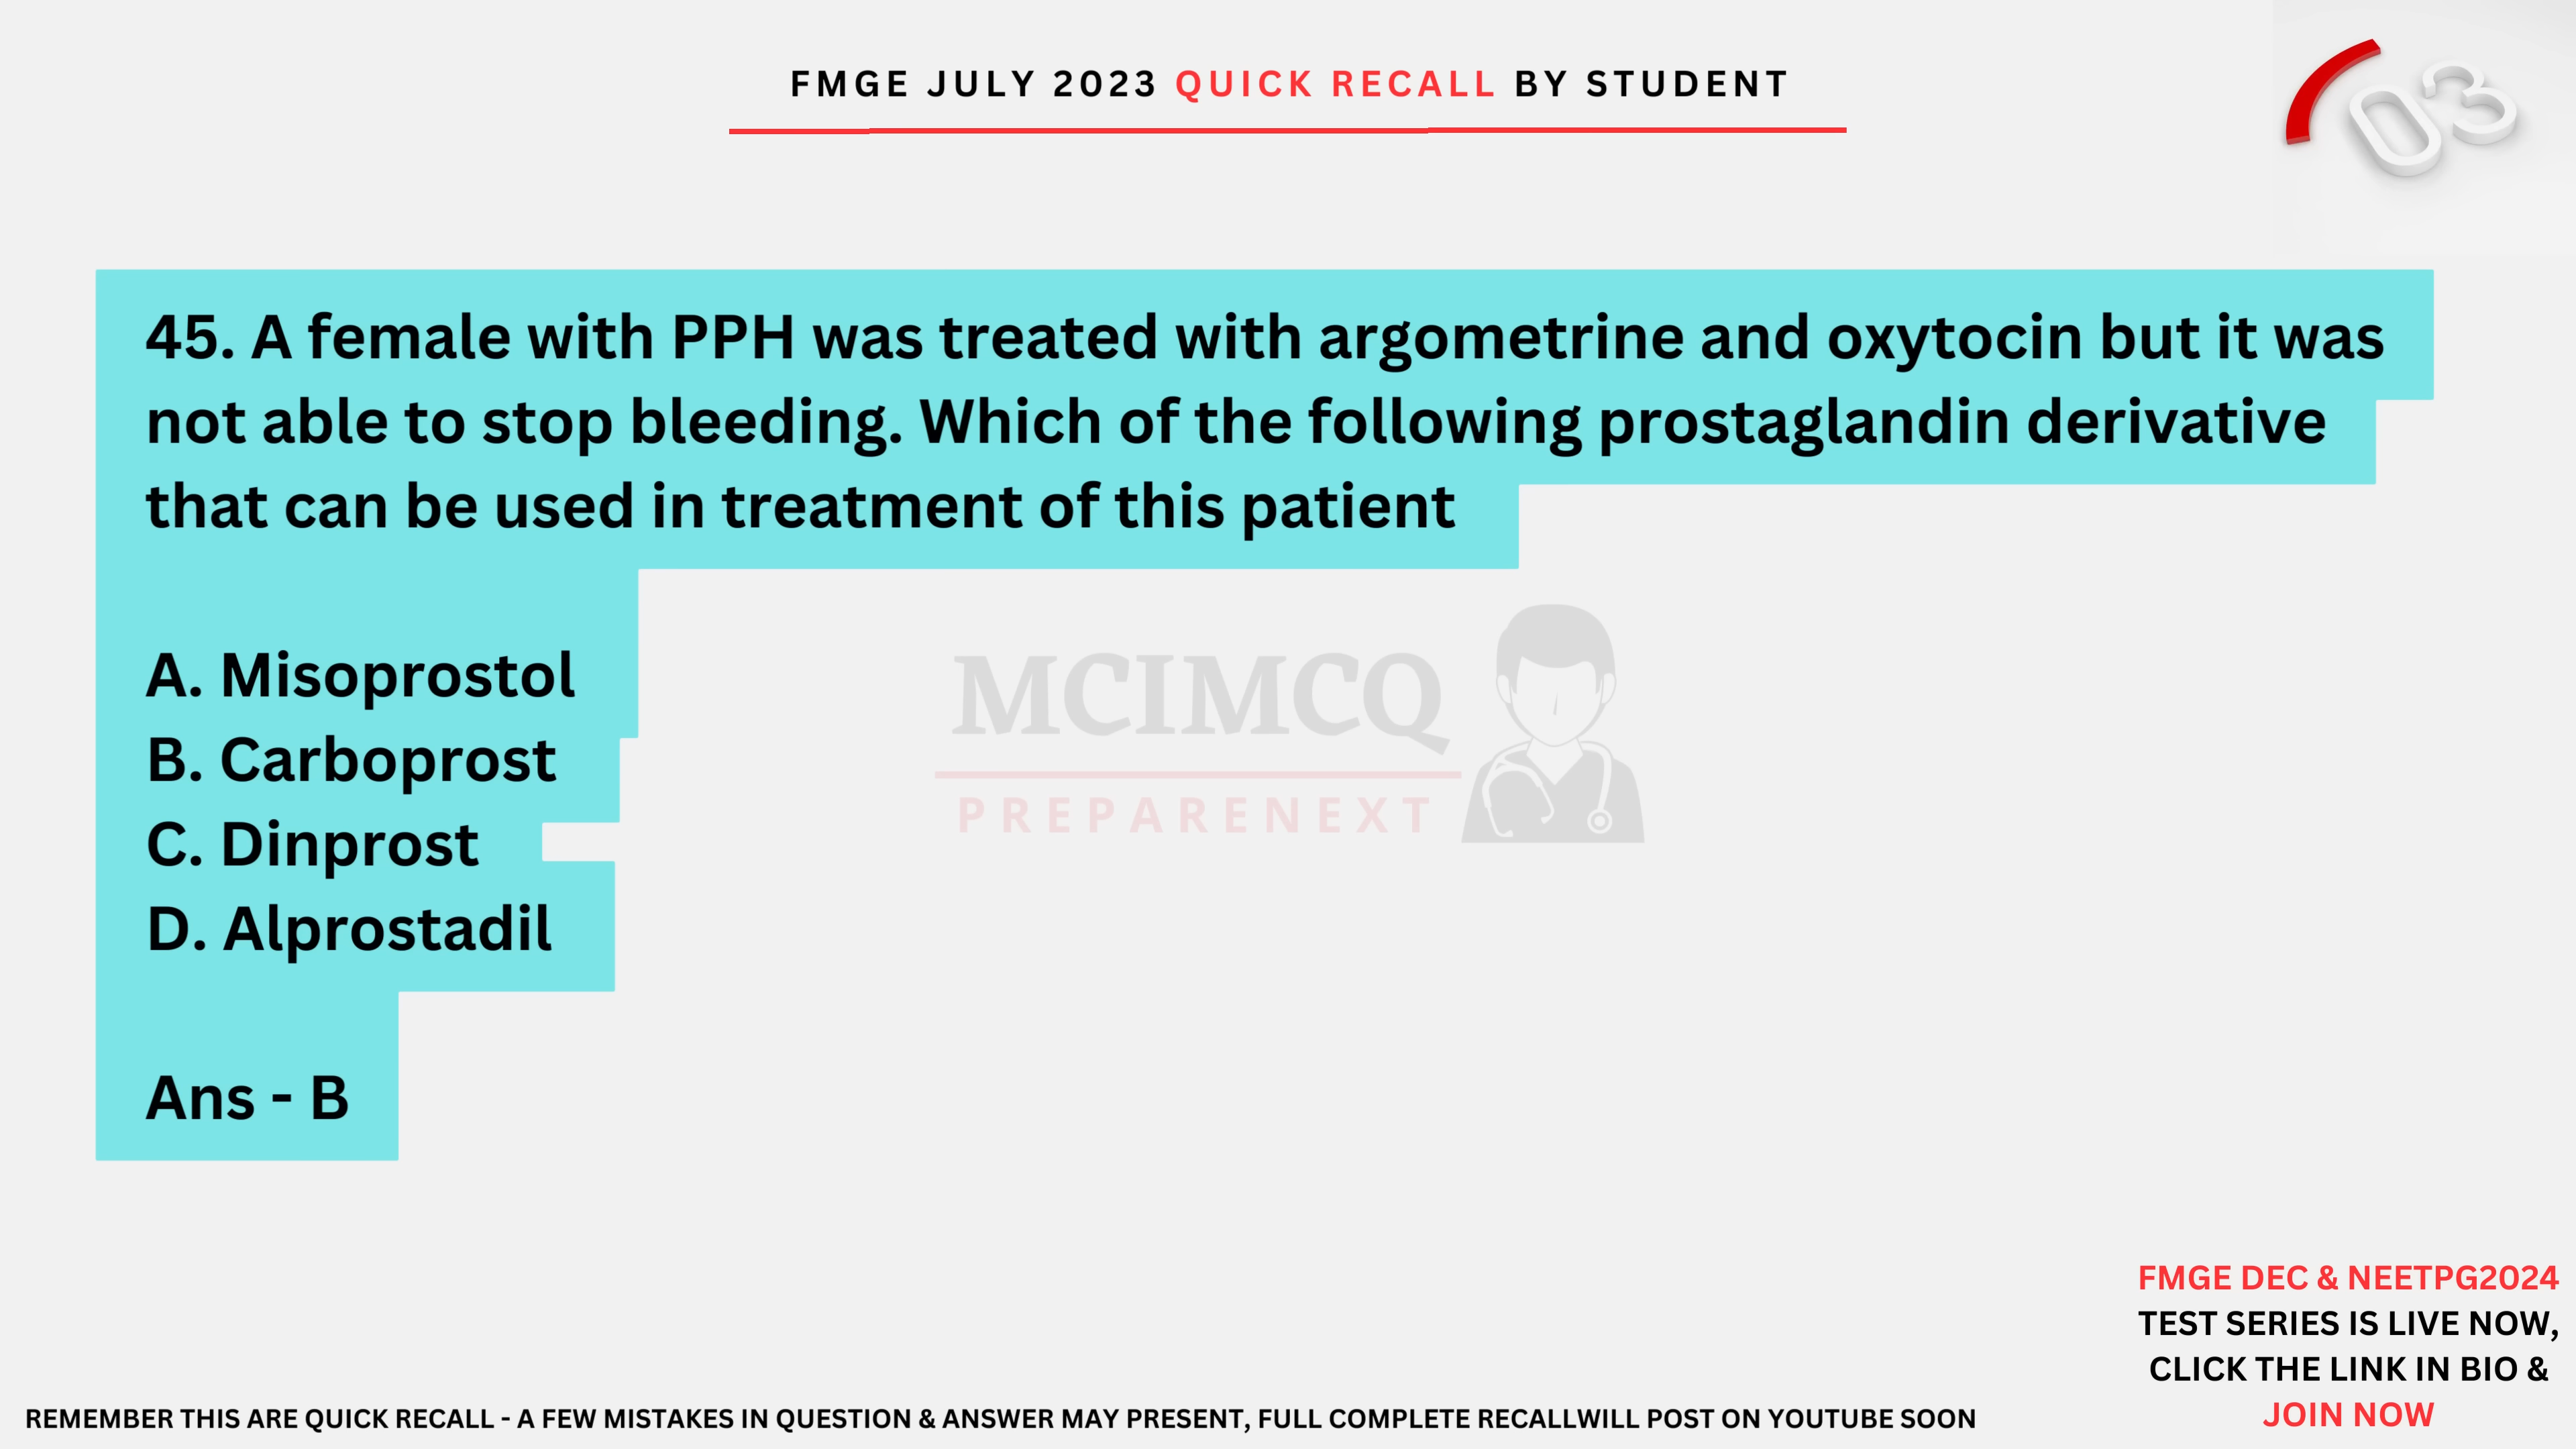 FMGE JULY 2023 QUICK RECALL BY STUDENT
03
45. A female with PPH was treated with argometrine and oxytocin but it was
not able to stop bleeding. Which of the following prostaglandin derivative
that can be used in treatment of this patient
A. Misoprostol
B. Carboprost
C. Dinprost
D. Alprostadil
Ans - B
MCIMCQ
PREPARENEXT
FMGE DEC & NEETPG2024
TEST SERIES IS LIVE NOW,
CLICK THE LINK IN BIO &
JOIN NOW
REMEMBER THIS ARE QUICK RECALL - A FEW MISTAKES IN QUESTION & ANSWER MAY PRESENT, FULL COMPLETE RECALLWILL POST ON YOUTUBE SOON